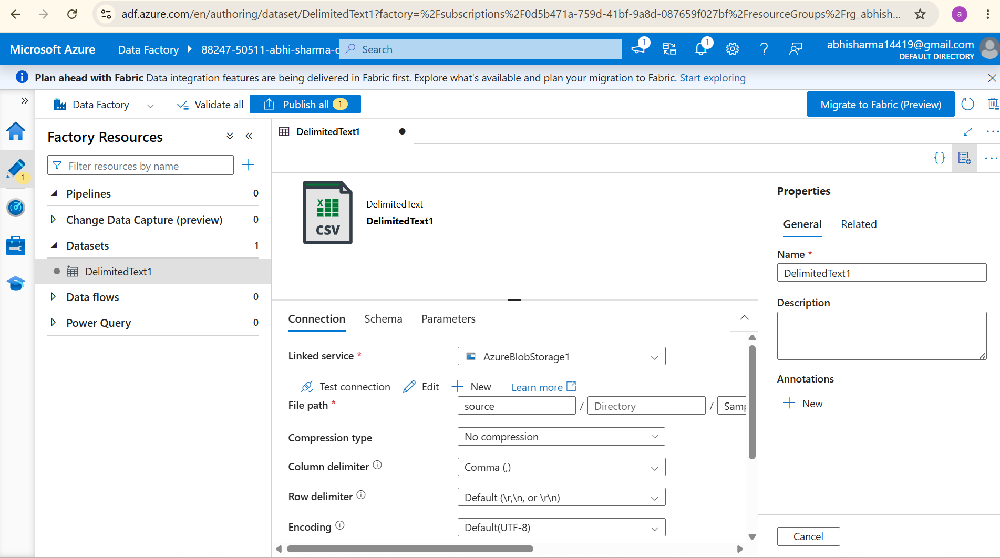 adf.azure.com/en/authoring/dataset/DelimitedText1?factory=%2Fsubscriptions%2F0d5b471a-759d-41bf-9a8d-087659f027bf%2FresourceGroups%2Frg_abhish...
a
Microsoft Azure
Data Factory
88247-50511-abhi-sharma-c
Search
1
1
?
abhisharma14419@gmail.com
DEFAULT DIRECTORY
Plan ahead with Fabric Data integration features are being delivered in Fabric first. Explore what's available and plan your migration to Fabric. Start exploring
Data Factory
Validate all
Publish all 1
Migrate to Fabric (Preview)
Factory Resources
DelimitedText1
Filter resources by name
1
Pipelines 0
Change Data Capture (preview) 0
Datasets 1
DelimitedText1
Data flows 0
Power Query 0
X
CSV
DelimitedText
DelimitedText1
Connection Schema Parameters
Linked service * AzureBlobStorage1
Test connection Edit New Learn more
File path * source / Directory / Samp
Compression type No compression
Column delimiter Comma (,)
Row delimiter Default (\r,\n, or \r\n)
Encoding Default(UTF-8)
Properties
General Related
Name *
DelimitedText1
Description
Annotations
New
Cancel